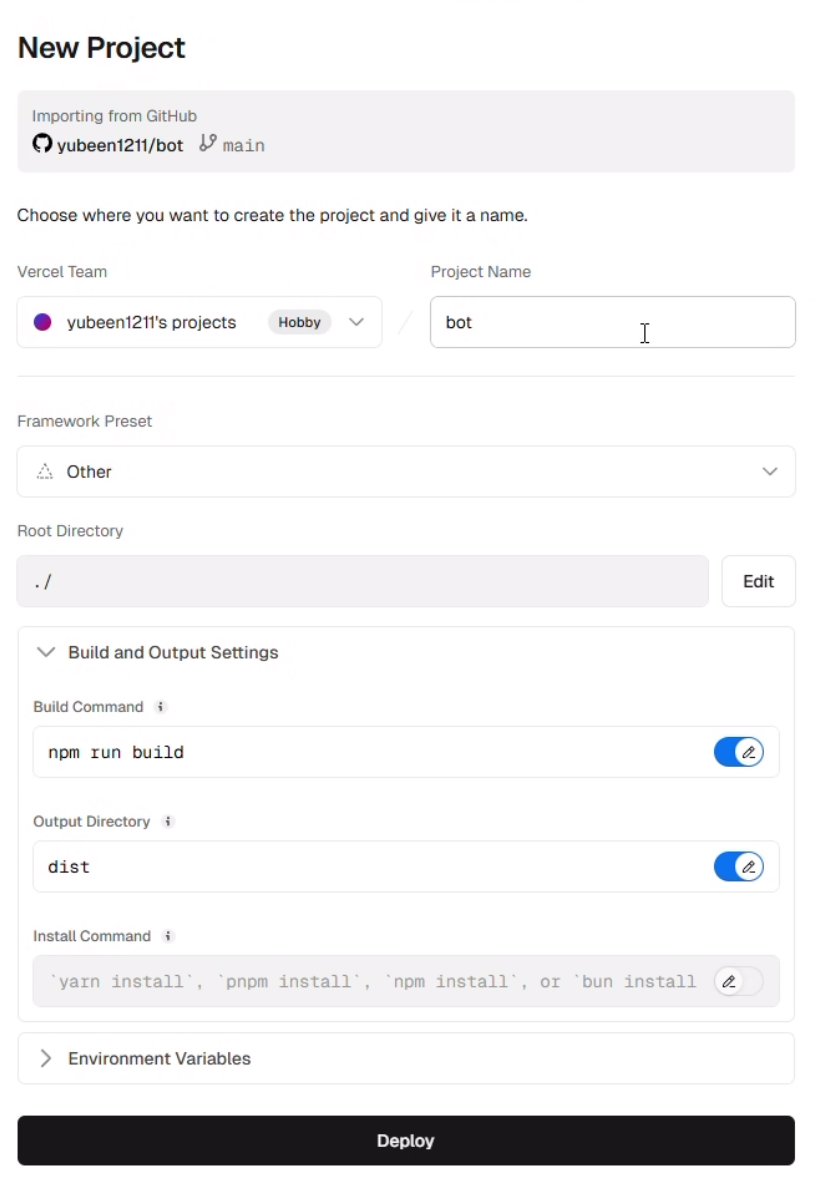 New Project
Importing from GitHub
yubeen1211/bot main
Choose where you want to create the project and give it a name.
Vercel Team
Project Name
yubeen1211's projects Hobby
bot
Framework Preset
Other
Root Directory
./
Edit
Build and Output Settings
Build Command
npm run build
Output Directory
dist
Install Command
`yarn install`, `pnpm install`, `npm install`, or `bun install
Environment Variables
Deploy